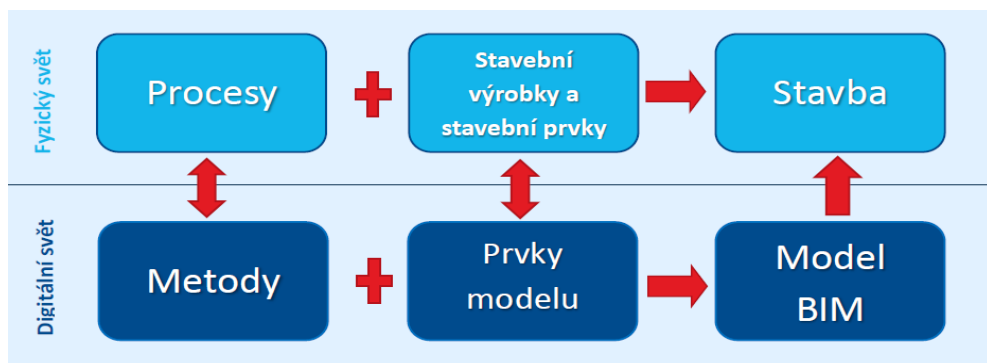 Fyzický svět
Procesy
Stavební
výrobky a
stavební prvky
Stavba
Digitální svět
Metody
Prvky
modelu
Model
BIM